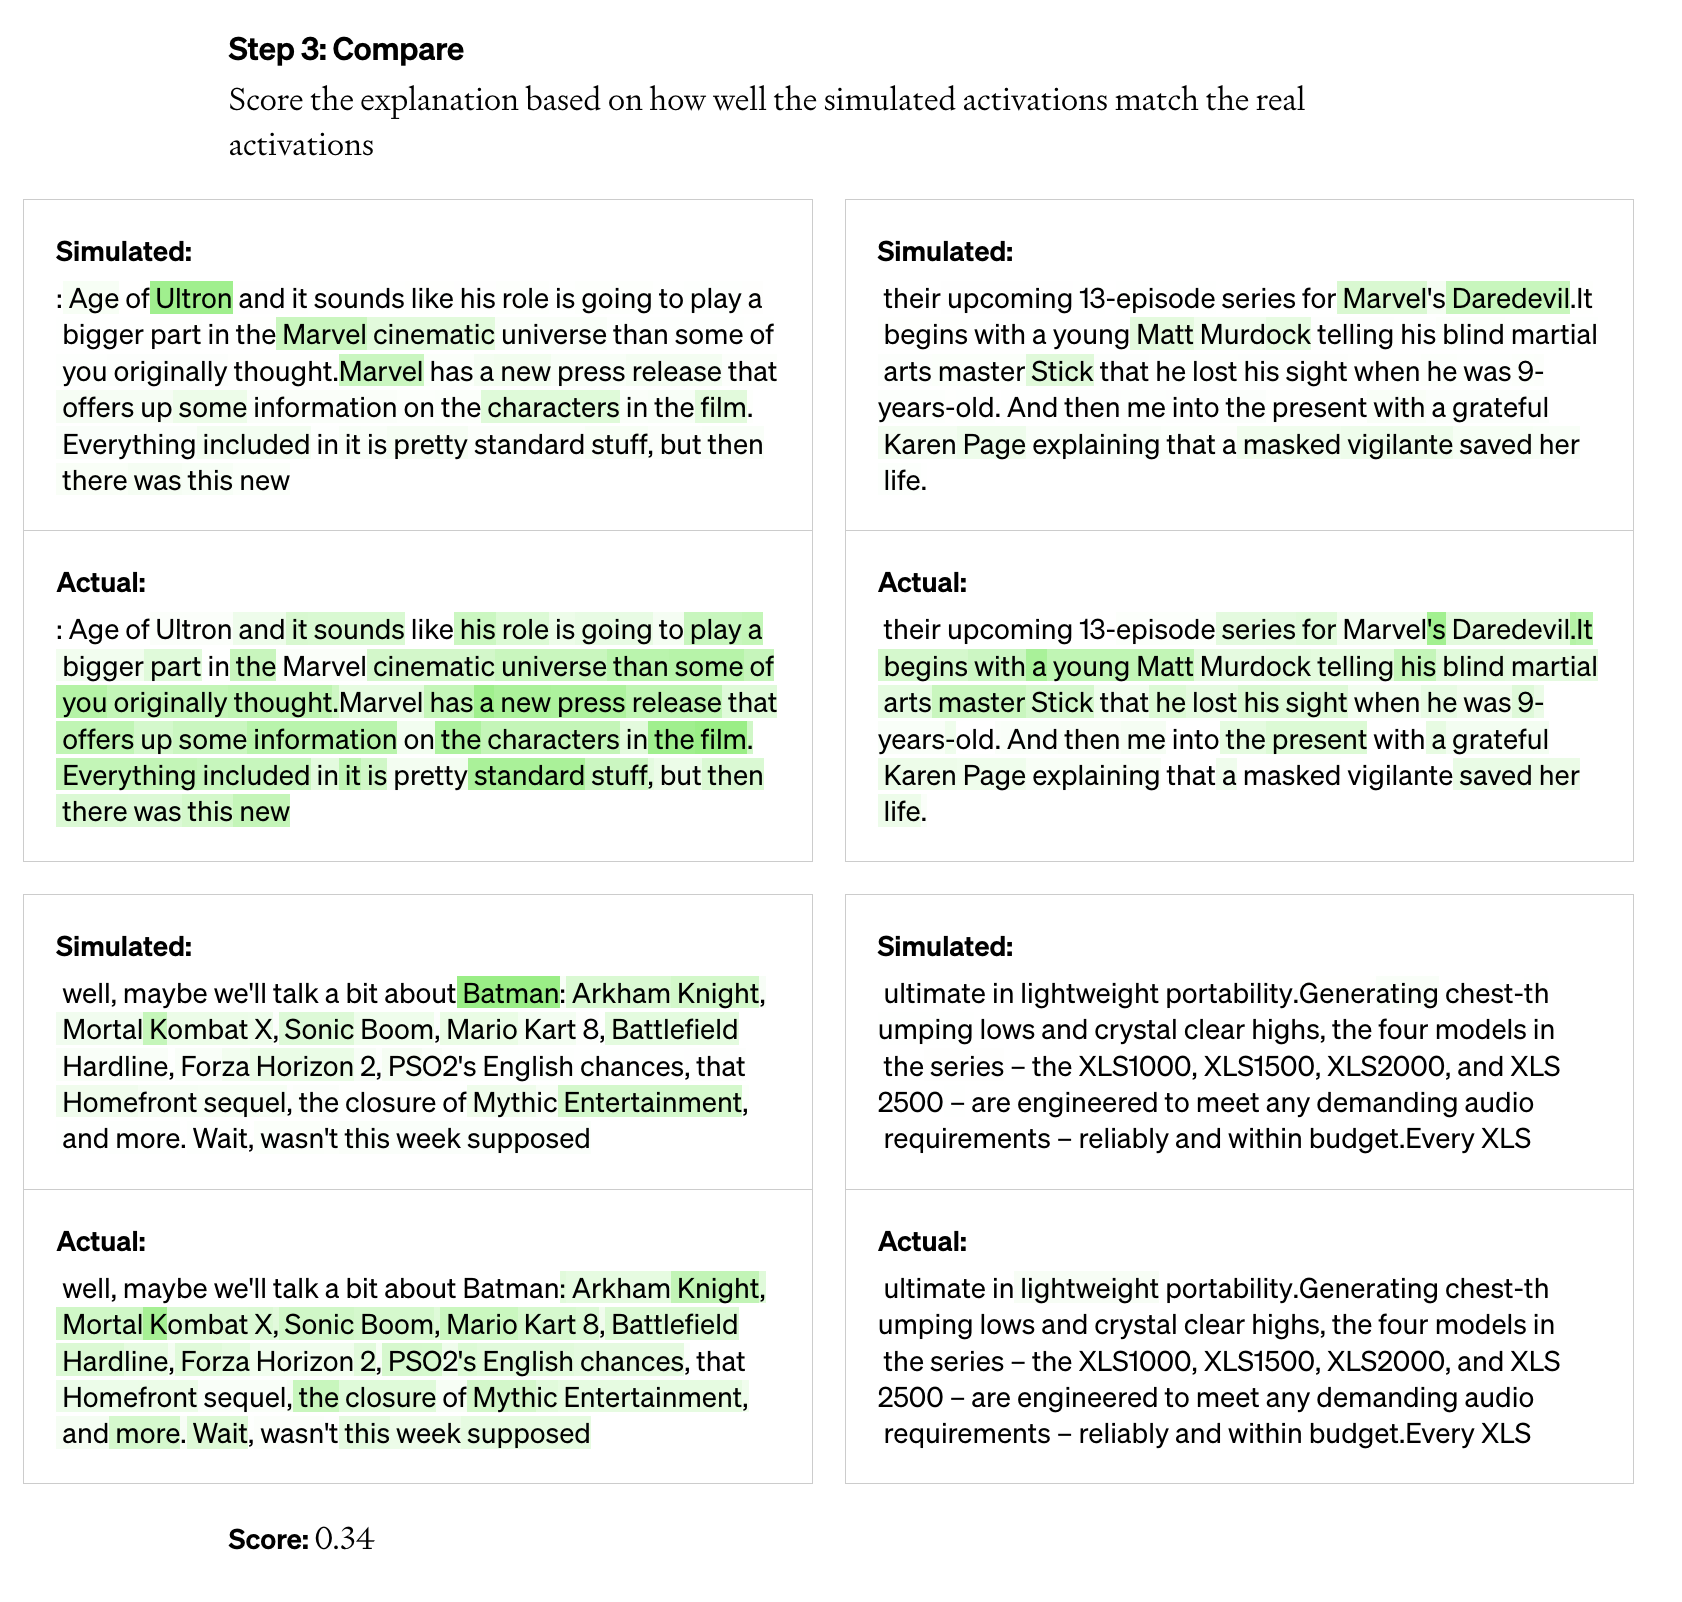 Step 3: Compare
Score the explanation based on how well the simulated activations match the real
activations
Simulated:
: Age of Ultron and it sounds like his role is going to play a
bigger part in the Marvel cinematic universe than some of
you originally thought.Marvel has a new press release that
offers up some information on the characters in the film.
Everything included in it is pretty standard stuff, but then
there was this new
Actual:
: Age of Ultron and it sounds like his role is going to play a
bigger part in the Marvel cinematic universe than some of
you originally thought.Marvel has a new press release that
offers up some information on the characters in the film.
Everything included in it is pretty standard stuff, but then
there was this new
Simulated:
their upcoming 13-episode series for Marvel's Daredevil.It
begins with a young Matt Murdock telling his blind martial
arts master Stick that he lost his sight when he was 9-
years-old. And then me into the present with a grateful
Karen Page explaining that a masked vigilante saved her
life.
Actual:
their upcoming 13-episode series for Marvel's Daredevil.It
begins with a young Matt Murdock telling his blind martial
arts master Stick that he lost his sight when he was 9-
years-old. And then me into the present with a grateful
Karen Page explaining that a masked vigilante saved her
life.
Simulated:
well, maybe we'll talk a bit about Batman: Arkham Knight,
Mortal Kombat X, Sonic Boom, Mario Kart 8, Battlefield
Hardline, Forza Horizon 2, PSO2's English chances, that
Homefront sequel, the closure of Mythic Entertainment,
and more. Wait, wasn't this week supposed
Actual:
well, maybe we'll talk a bit about Batman: Arkham Knight,
Mortal Kombat X, Sonic Boom, Mario Kart 8, Battlefield
Hardline, Forza Horizon 2, PSO2's English chances, that
Homefront sequel, the closure of Mythic Entertainment,
and more. Wait, wasn't this week supposed
Simulated:
ultimate in lightweight portability.Generating chest-th
umping lows and crystal clear highs, the four models in
the series – the XLS1000, XLS1500, XLS2000, and XLS
2500 – are engineered to meet any demanding audio
requirements – reliably and within budget.Every XLS
Actual:
ultimate in lightweight portability.Generating chest-th
umping lows and crystal clear highs, the four models in
the series – the XLS1000, XLS1500, XLS2000, and XLS
2500 – are engineered to meet any demanding audio
requirements – reliably and within budget.Every XLS
Score: 0.34